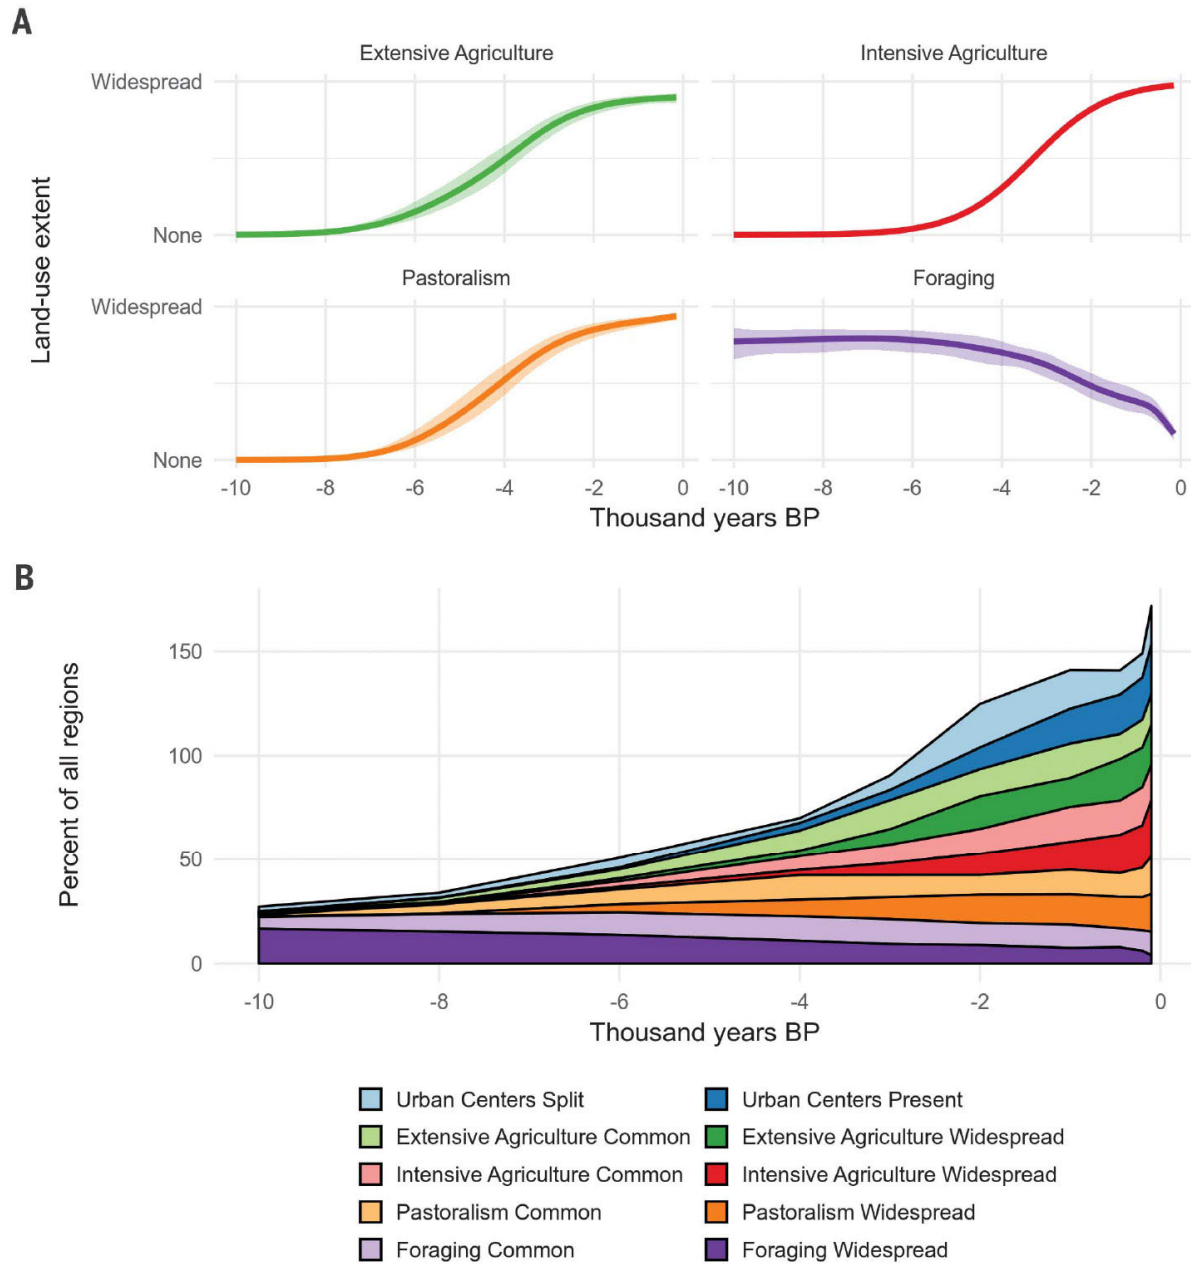 A
Extensive Agriculture
Intensive Agriculture
Widespread
None
Pastoralism
Foraging
Widespread
None
Land-use extent
-10 -8 -6 -4 -2 0
-10 -8 -6 -4 -2 0
Thousand years BP
B
150
100
50
0
Percent of all regions
-10 -8 -6 -4 -2 0
Thousand years BP
Urban Centers Split
Urban Centers Present
Extensive Agriculture Common
Extensive Agriculture Widespread
Intensive Agriculture Common
Intensive Agriculture Widespread
Pastoralism Common
Pastoralism Widespread
Foraging Common
Foraging Widespread